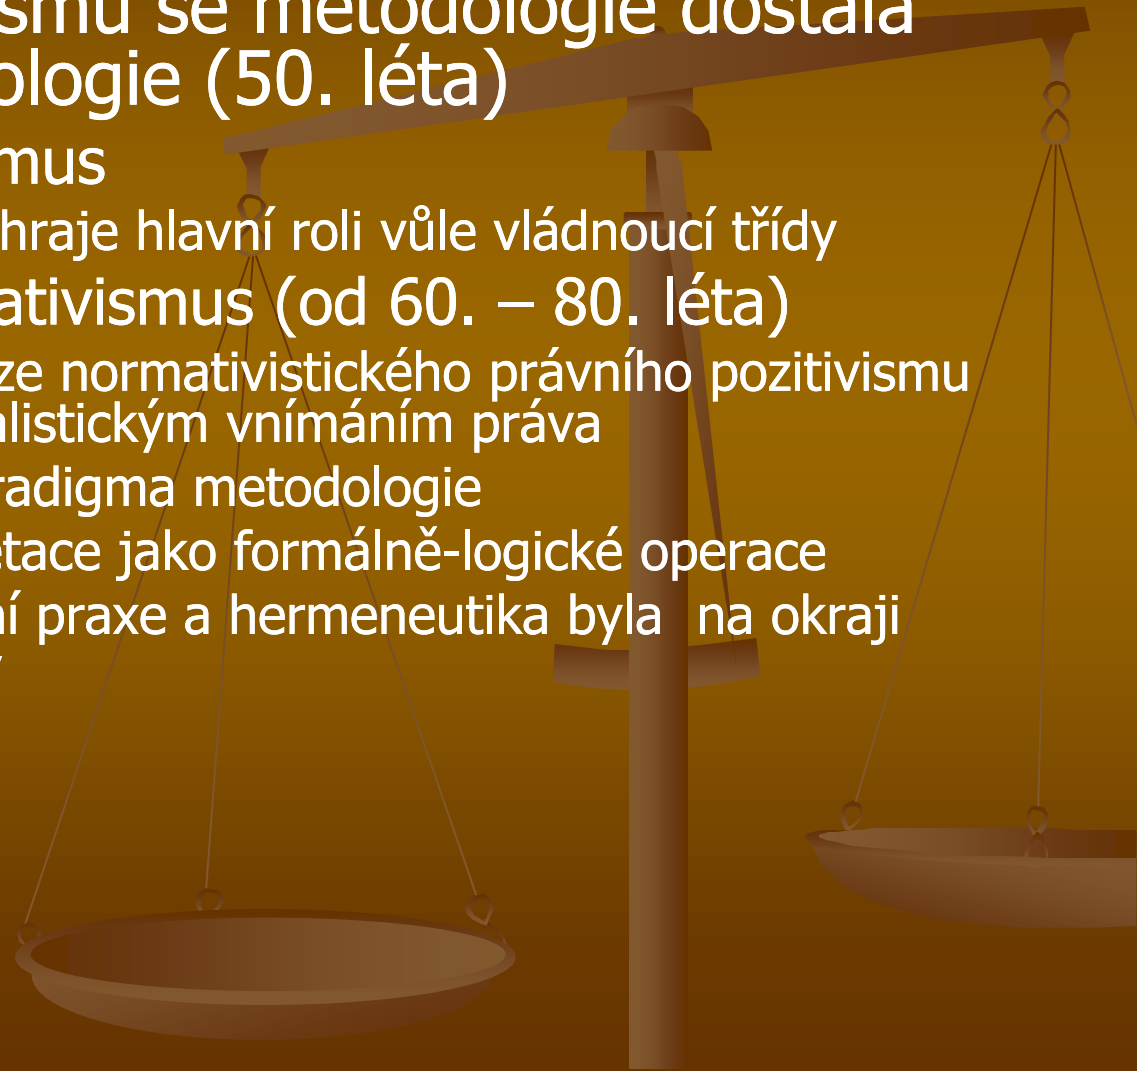 ismu se metodologie dostala
ologie (50. léta)
mus
hraje hlavní roli vůle vládnoucí třídy
ativismus (od 60. – 80. léta)
ze normativistického právního pozitivismu
alistickým vnímáním práva
radigma metodologie
etace jako formálně-logické operace
ní praxe a hermeneutika byla na okraji